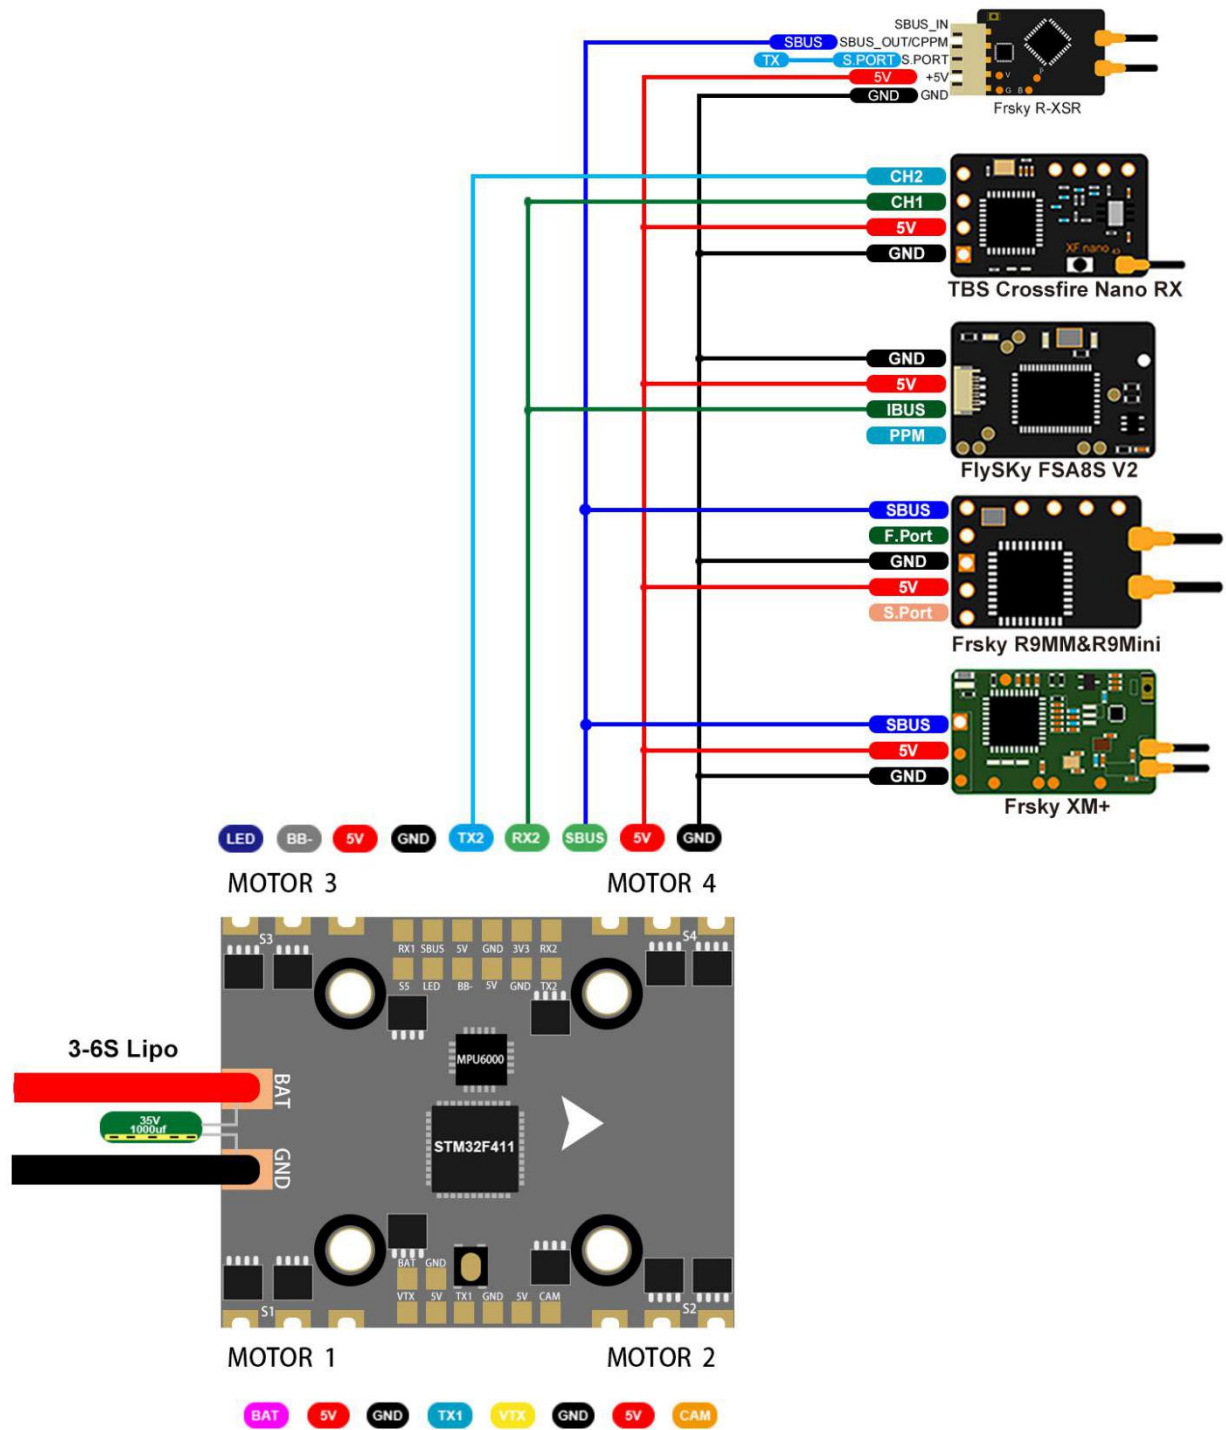 SBUS_IN
SBUS SBUS_OUT/CPPM
TX S.PORT S.PORT
5V +5V
GND GND
V P
G B
Frsky R-XSR
CH2
CH1
5V
GND
XF nano
TBS Crossfire Nano RX
GND
5V
IBUS
PPM
FlySKy FSA8S V2
SBUS
F.Port
GND
5V
S.Port
Frsky R9MM&R9Mini
SBUS
5V
GND
Frsky XM+
LED BB- 5V GND TX2 RX2 SBUS 5V GND
MOTOR 3 MOTOR 4
S3 S4
RX1 SBUS 5V GND 3V3 RX2
S5 LED BB- 5V GND TX2
3-6S Lipo
MPU6000
BAT
35V
1000uf
STM32F411
GND
BAT GND
VTX 5V TX1 GND 5V CAM
S1 S2
MOTOR 1 MOTOR 2
BAT 5V GND TX1 VTX GND 5V CAM